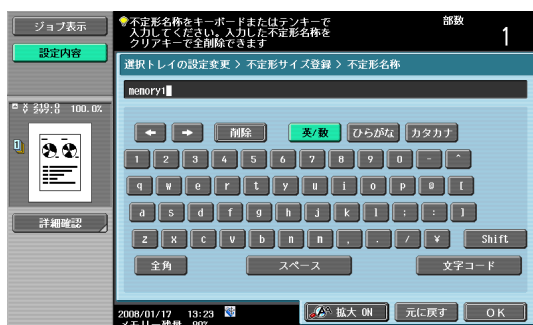 ジョブ表示
設定内容
不定形名称をキーボードまたはテンキーで
入力してください。入力した不定形名称を
クリアキーで全削除できます
部数
1
選択トレイの設定変更 > 不定形サイズ登録 > 不定形名称
memory1
100.0%
← → 削除 英/数 ひらがな カタカナ
1 2 3 4 5 6 7 8 9 0 - ^
q w e r t y u i o p @ [
a s d f g h j k l ; : ]
z x c v b n m , . / ¥ Shift
全角 スペース 文字コード
詳細確認
2008/01/17 13:23
メモリー残量 99%
拡大 ON 元に戻す OK